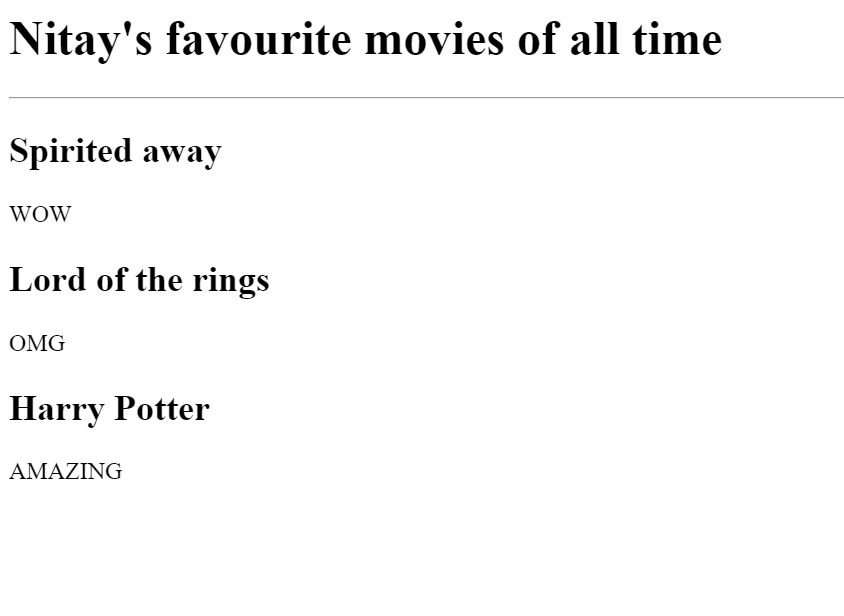 Nitay's favourite movies of all time
Spirited away
WOW
Lord of the rings
OMG
Harry Potter
AMAZING